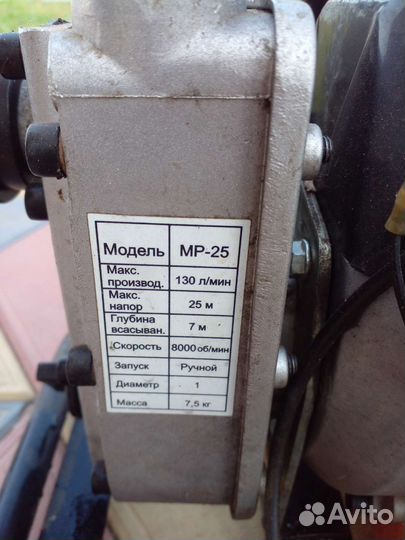 Модель МР-25
Макс. производ. 130 л/мин
Макс. напор 25 м
Глубина всасыван. 7 м
Скорость 8000 об/мин
Запуск Ручной
Диаметр 1
Масса 7,5 кг
Avito